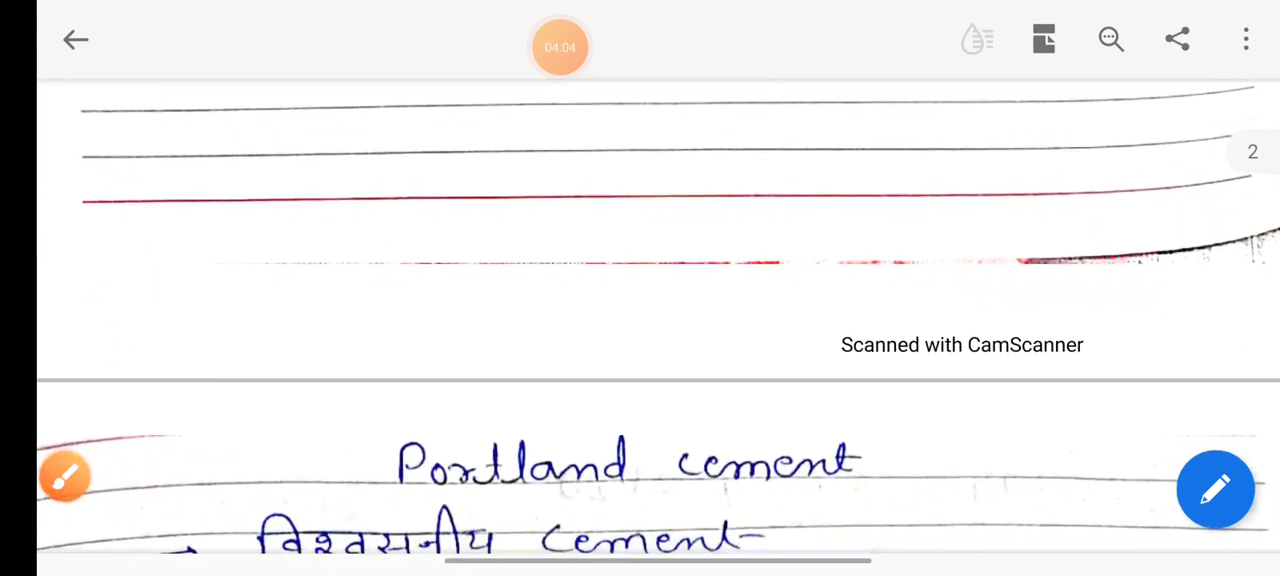 04:04
2
Scanned with CamScanner
Portland cement
→ विश्वसनीय cement-